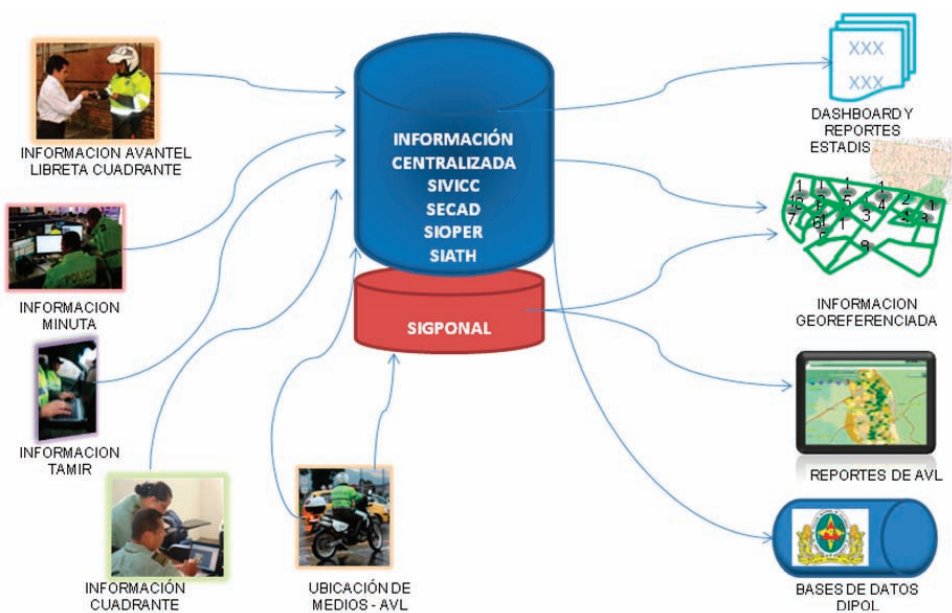 INFORMACION AVANTEL
LIBRETA CUADRANTE
INFORMACION
MINUTA
INFORMACION
TAMIR
INFORMACIÓN
CUADRANTE
UBICACIÓN DE
MEDIOS - AVL
INFORMACIÓN
CENTRALIZADA
SIVICC
SECAD
SIOPER
SIATH
SIGPONAL
XXX
XXX
DASHBOARD Y
REPORTES
ESTADIS
INFORMACION
GEOREFERENCIADA
REPORTES DE AVL
BASES DE DATOS
DIPOL